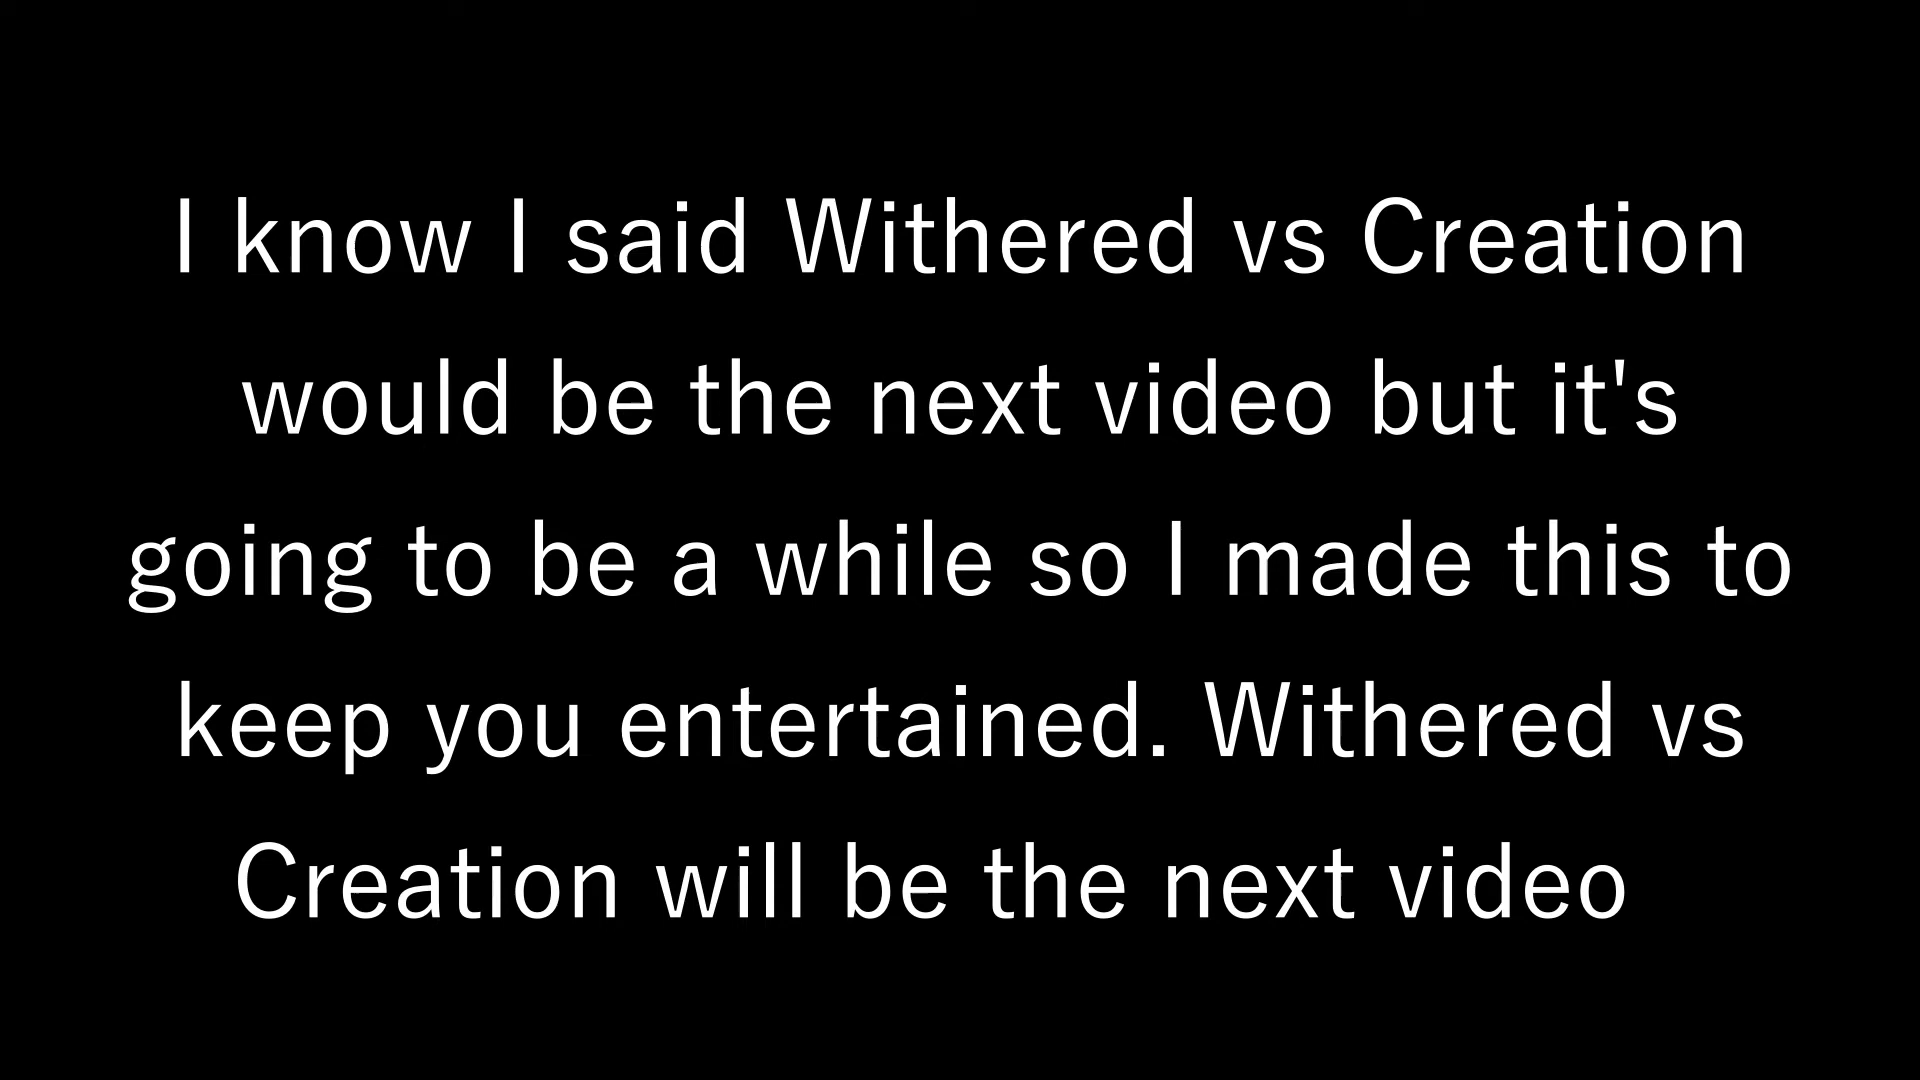 I know I said Withered vs Creation
would be the next video but it's
going to be a while so I made this to
keep you entertained. Withered vs
Creation will be the next video